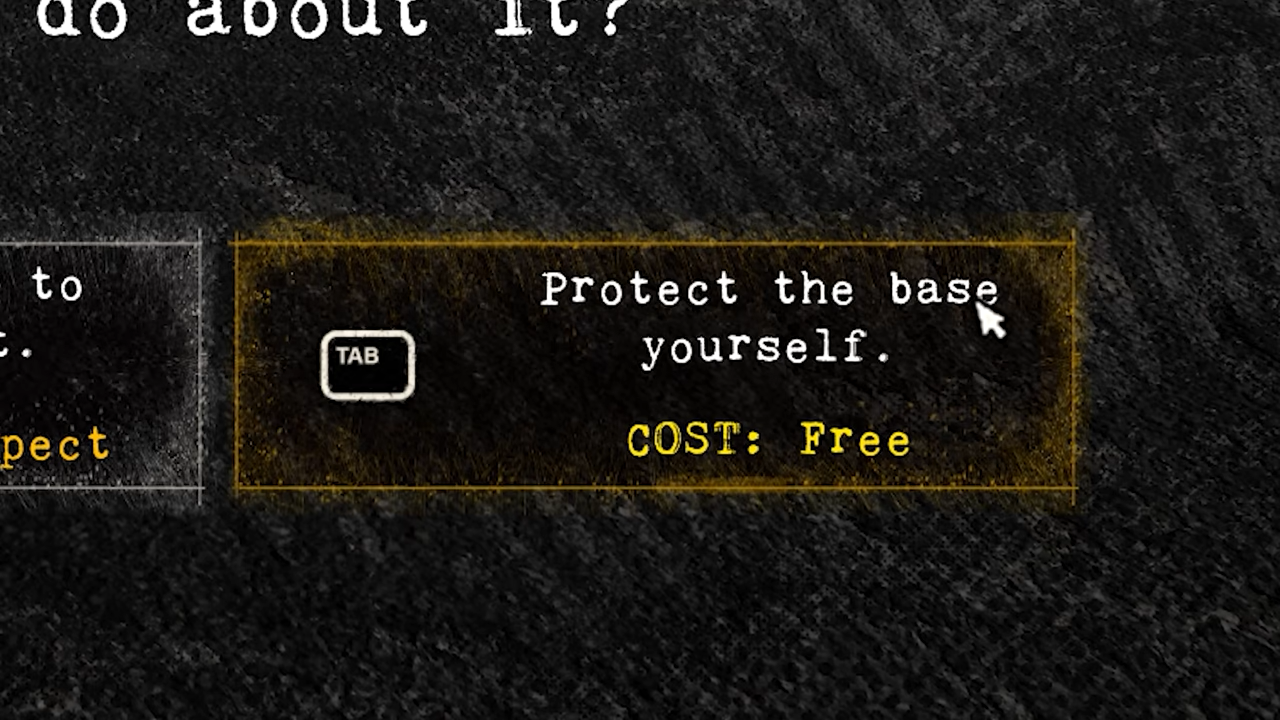 do about it?
to
t.
pect
TAB
Protect the base
yourself.
COST: Free